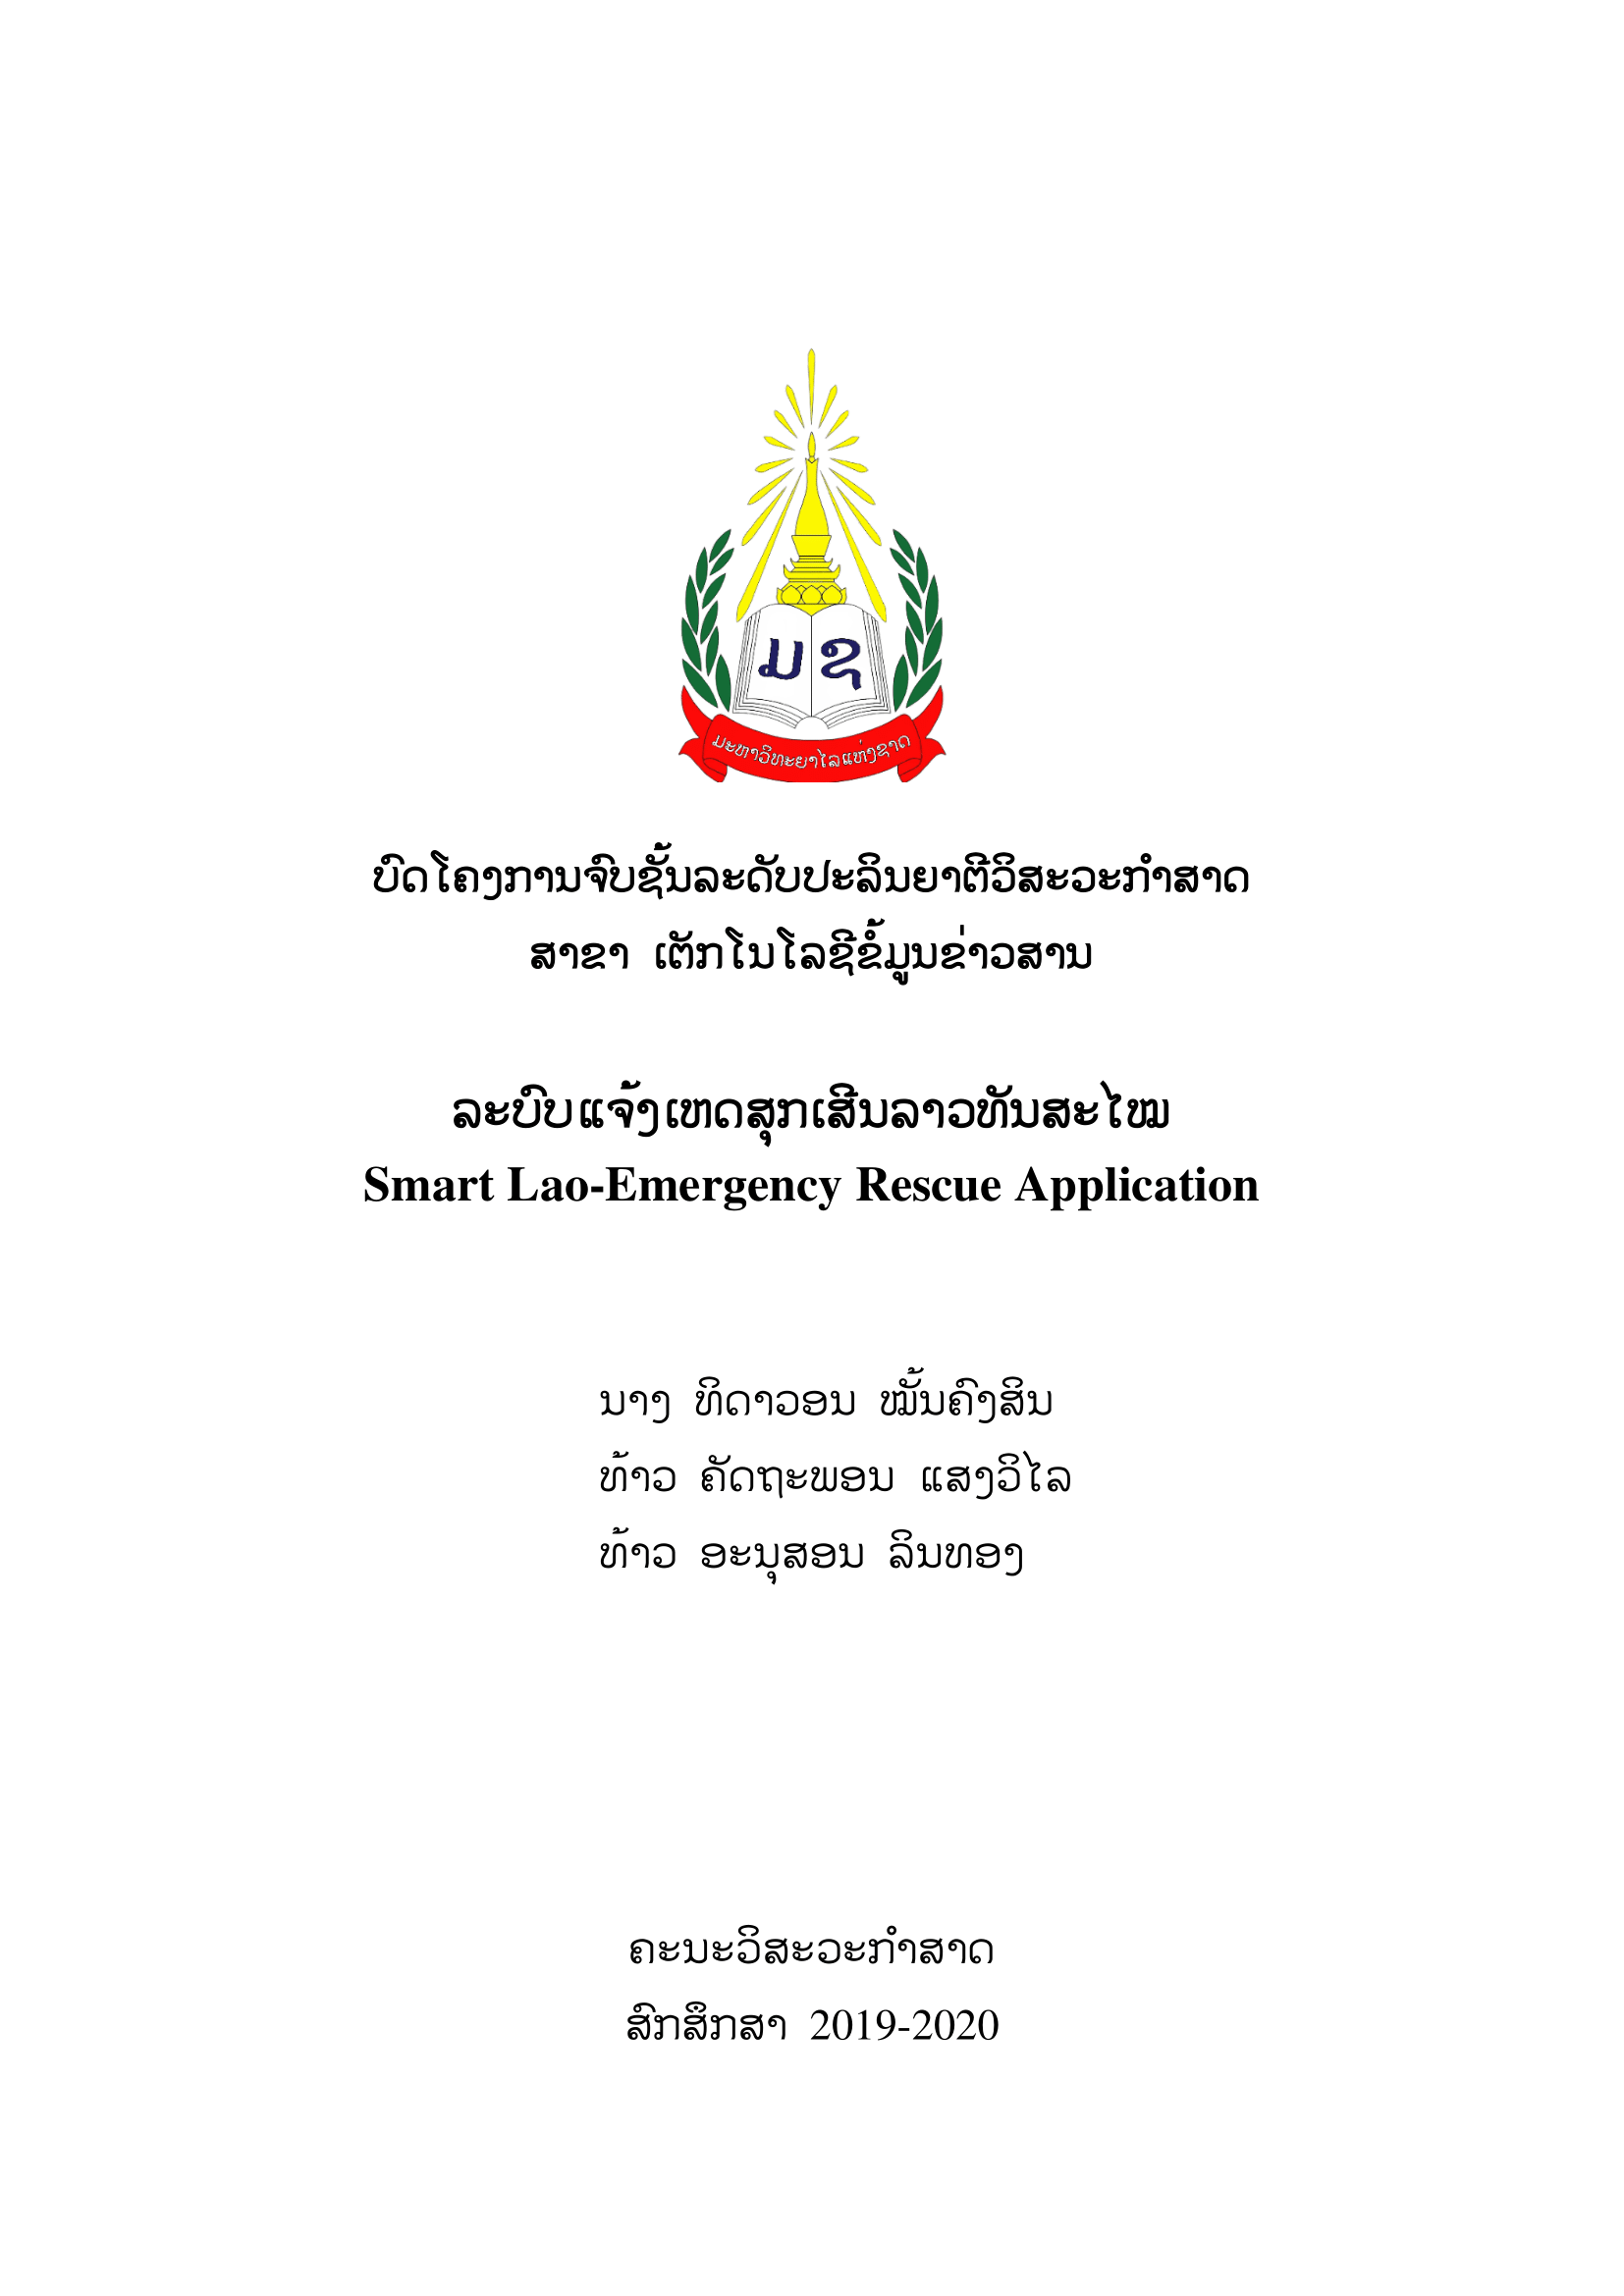 ມຊ
ມະຫາວິທະຍາໄລແຫ່ງຊາດ
ບົດໂຄງການຈົບຊັ້ນລະດັບປະລິນຍາຕີວິສະວະກຳສາດ
ສາຂາ ເຕັກໂນໂລຊີຂໍ້ມູນຂ່າວສານ
ລະບົບແຈ້ງເຫດສຸກເສີນລາວທັນສະໄໝ
Smart Lao-Emergency Rescue Application
ນາງ ທິດາວອນ ໝັ້ນຄົງສິນ
ທ້າວ ຄັດຖະພອນ ແສງວິໄລ
ທ້າວ ອະນຸສອນ ລິນທອງ
ຄະນະວິສະວະກຳສາດ
ສົກສຶກສາ 2019-2020